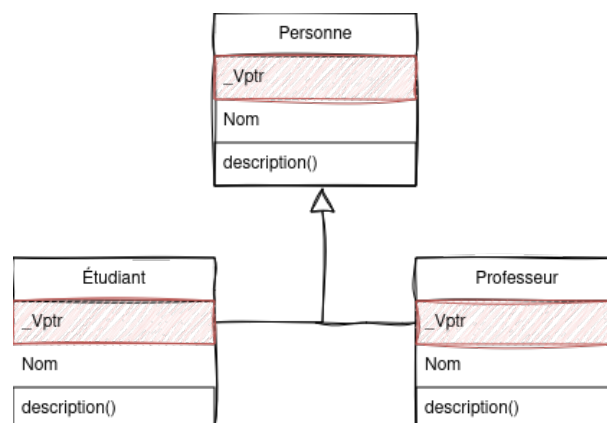 Personne
_Vptr
Nom
description()
Étudiant
_Vptr
Nom
description()
Professeur
_Vptr
Nom
description()